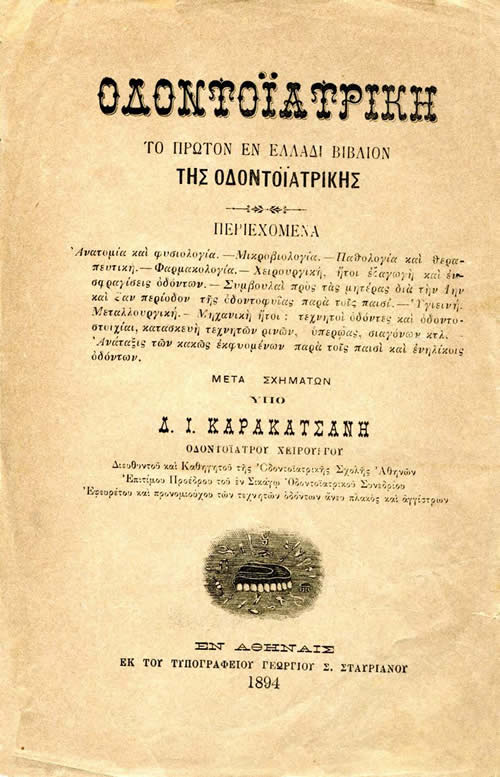 ΟΔΟΝΤΟΪΑΤΡΙΚΗ
ΤΟ ΠΡΩΤΟΝ ΕΝ ΕΛΛΑΔΙ ΒΙΒΛΙΟΝ
ΤΗΣ ΟΔΟΝΤΟΪΑΤΡΙΚΗΣ
ΠΕΡΙΕΧΟΜΕΝΑ
Ἀνατομία καὶ φυσιολογία. — Μικροβιολογία. — Παθολογία καὶ θερα-
πευτική. — Φαρμακολογία. — Χειρουργική, ἤτοι ἐξαγωγὴ καὶ ἐν-
σφραγίσεις ὀδόντων. — Συμβουλαὶ πρὸς τὰς μητέρας διὰ τὴν 1ην
καὶ 2αν περίοδον τῆς ὀδοντοφυΐας παρὰ τοῖς παισί. — Ὑγιεινή.
Μεταλλουργική. — Μηχανικὴ ἤτοι : τεχνητοὶ ὀδόντες καὶ ὀδοντο-
στοιχίαι, κατασκευὴ τεχνητῶν ρινῶν, ὑπερῴας, σιαγόνων κτλ.
Ἀνάταξις τῶν κακῶς ἐκφυομένων παρὰ τοῖς παισὶ καὶ ἐνηλίκοις
ὀδόντων.
ΜΕΤΑ ΣΧΗΜΑΤΩΝ
ΥΠΟ
Δ. Ι. ΚΑΡΑΚΑΤΣΑΝΗ
ΟΔΟΝΤΟΪΑΤΡΟΥ ΧΕΙΡΟΥΡΓΟΥ
Διευθυντοῦ καὶ Καθηγητοῦ τῆς Ὀδοντοϊατρικῆς Σχολῆς Ἀθηνῶν
Ἐπιτίμου Προέδρου τοῦ ἐν Σικάγῳ Ὀδοντοϊατρικοῦ Συνεδρίου
Ἐφευρέτου καὶ προνομιούχου τῶν τεχνητῶν ὀδόντων ἄνευ πλακὸς καὶ ἀγγίστρων
ΕΝ ΑΘΗΝΑΙΣ
ΕΚ ΤΟΥ ΤΥΠΟΓΡΑΦΕΙΟΥ ΓΕΩΡΓΙΟΥ Σ. ΣΤΑΥΡΙΑΝΟΥ
1894